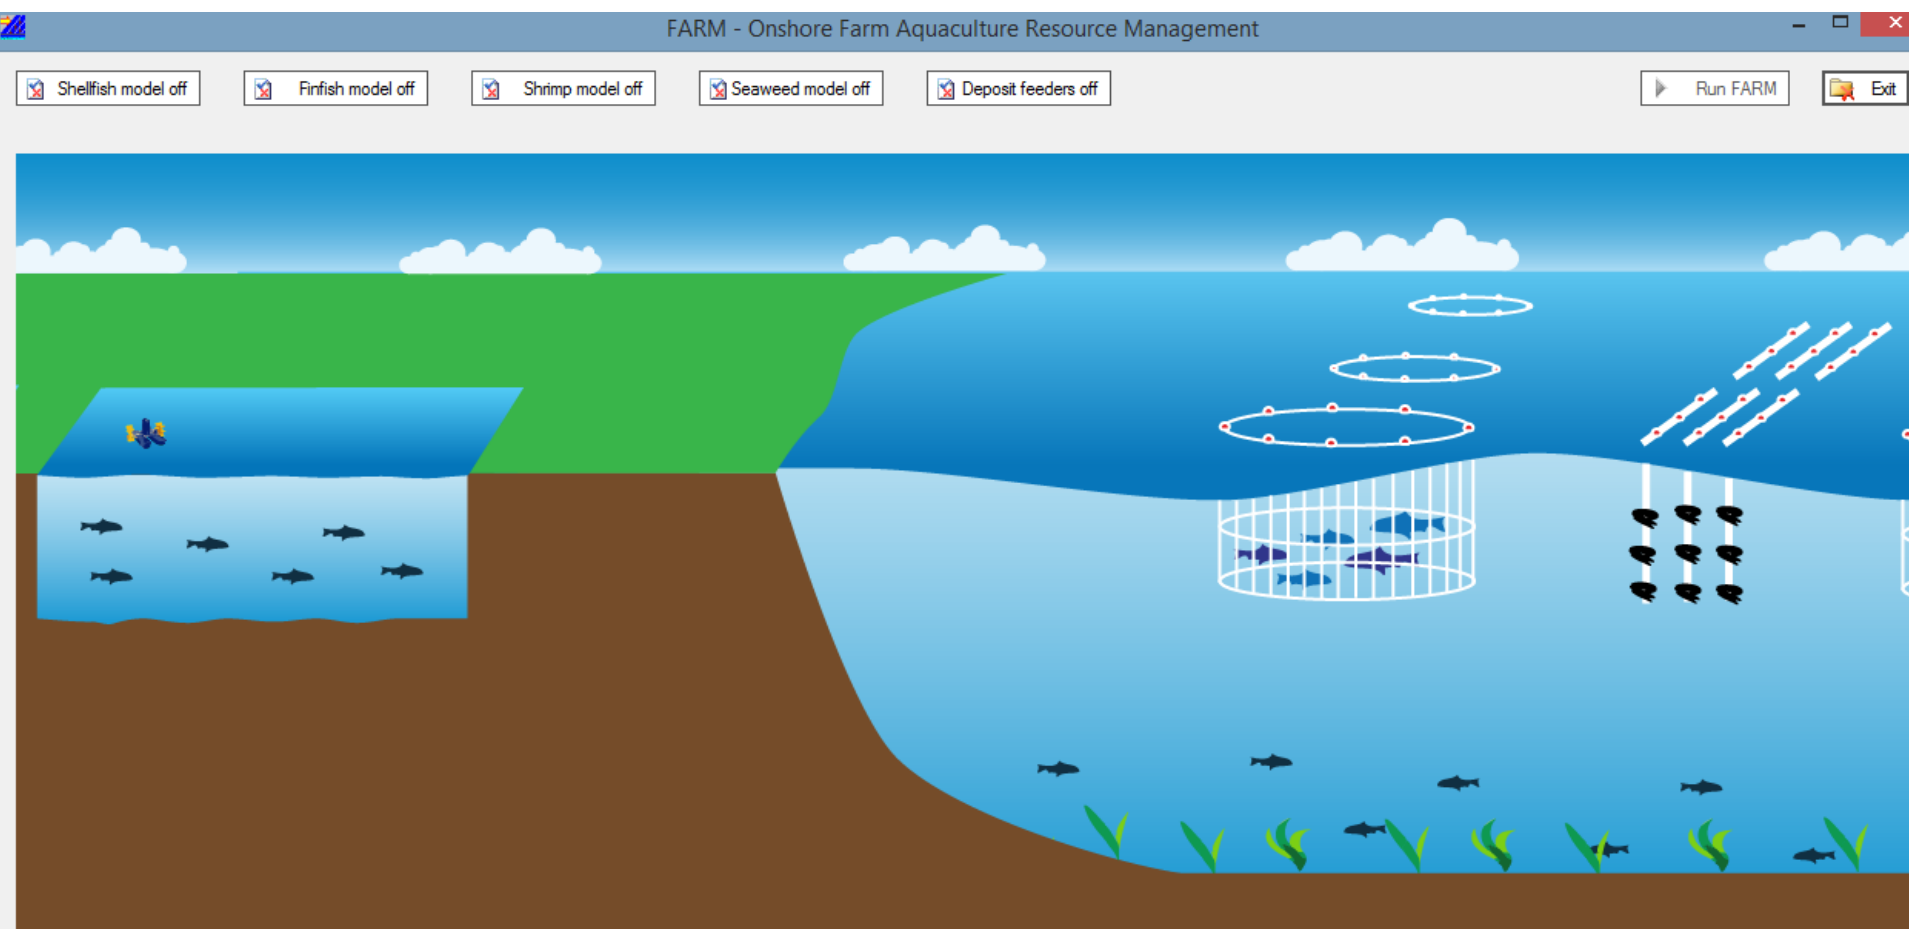 FARM - Onshore Farm Aquaculture Resource Management
Shellfish model off
Finfish model off
Shrimp model off
Seaweed model off
Deposit feeders off
Run FARM
Exit